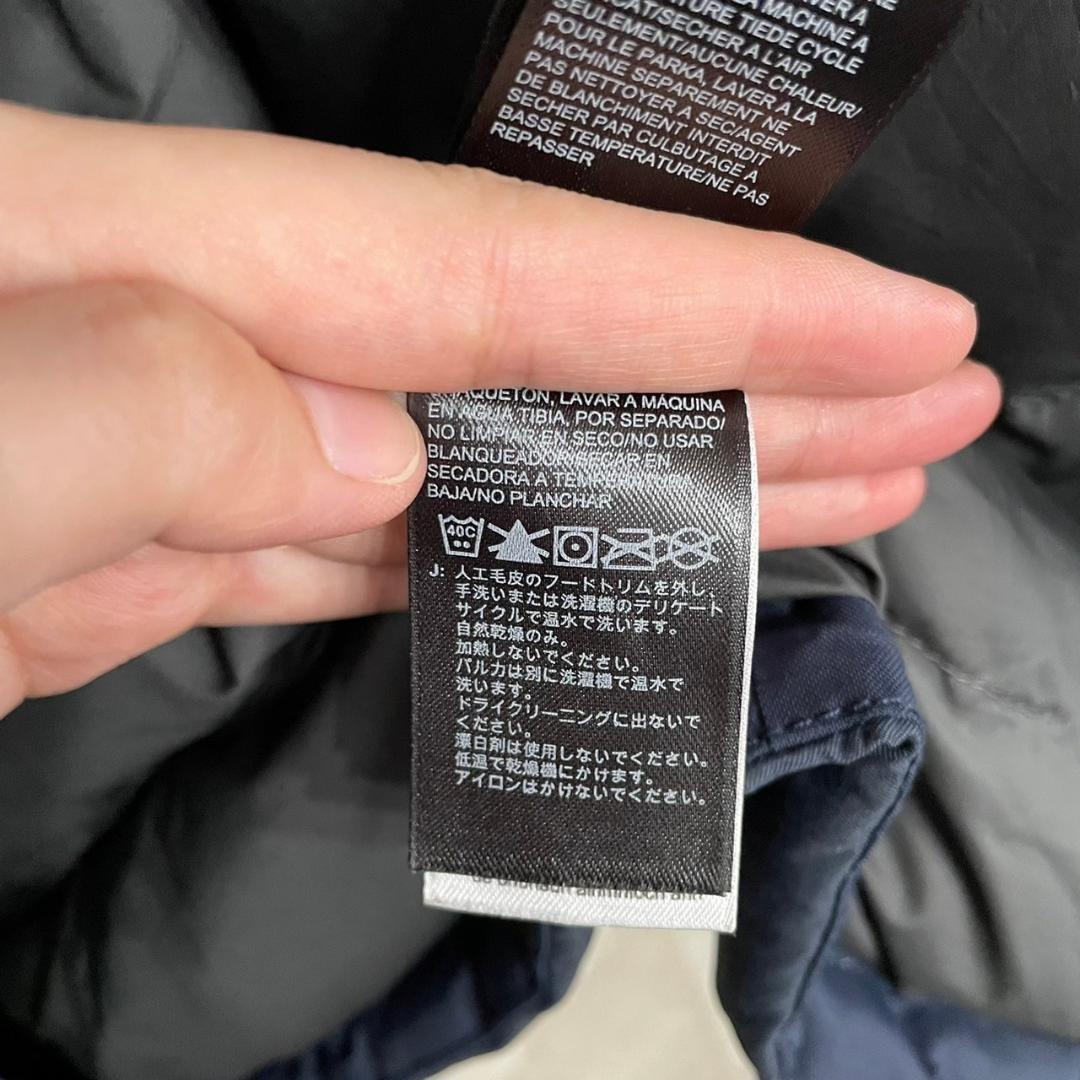 MACHINE A
TURE TIEDE CYCLE
CAT/SECHER A L'AIR
SEULEMENT/AUCUNE CHALEUR/
POUR LE PARKA, LAVER A LA
MACHINE SEPAREMENT NE
PAS NETTOYER A SEC/AGENT
DE BLANCHIMENT INTERDIT
SECHER PAR CULBUTAGE A
BASSE TEMPERATURE/NE PAS
REPASSER
LAVAR A MÁQUINA
EN AGUA TIBIA, POR SEPARADO/
NO LIMPIAR EN SECO/NO USAR
SECAR EN
SECADORA A
BAJA/NO PLANCHAR
40C
J: 人工毛皮のフードトリムを外し、
手洗いまたは洗濯機のデリケート
サイクルで温水で洗います。
自然乾燥のみ。
加熱しないでください。
バルカは別に洗濯機で温水で
洗います。
ドライクリーニングに出ないで
ください。
漂白剤は使用しないでください。
低温で乾燥機にかけます。
アイロンはかけないでください。